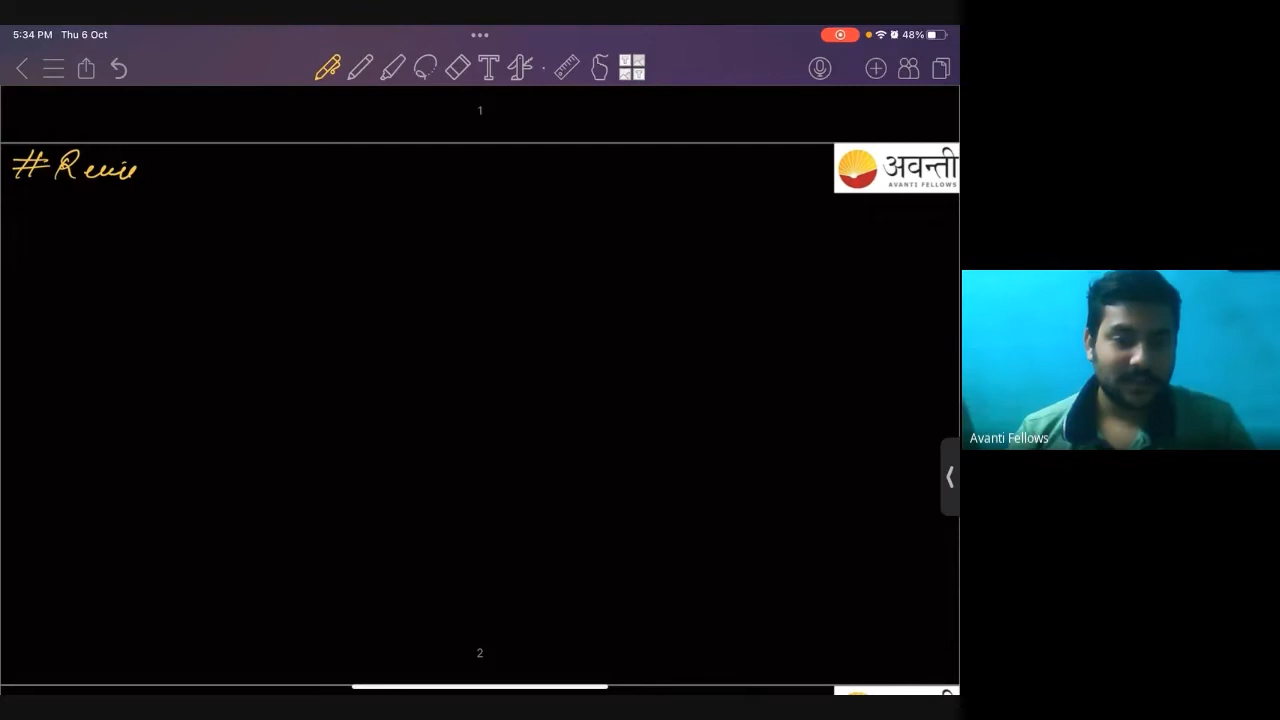 5:34 PM Thu 6 Oct
48%
1
#Revi
अवन्ती
AVANTI FELLOWS
Avanti Fellows
2